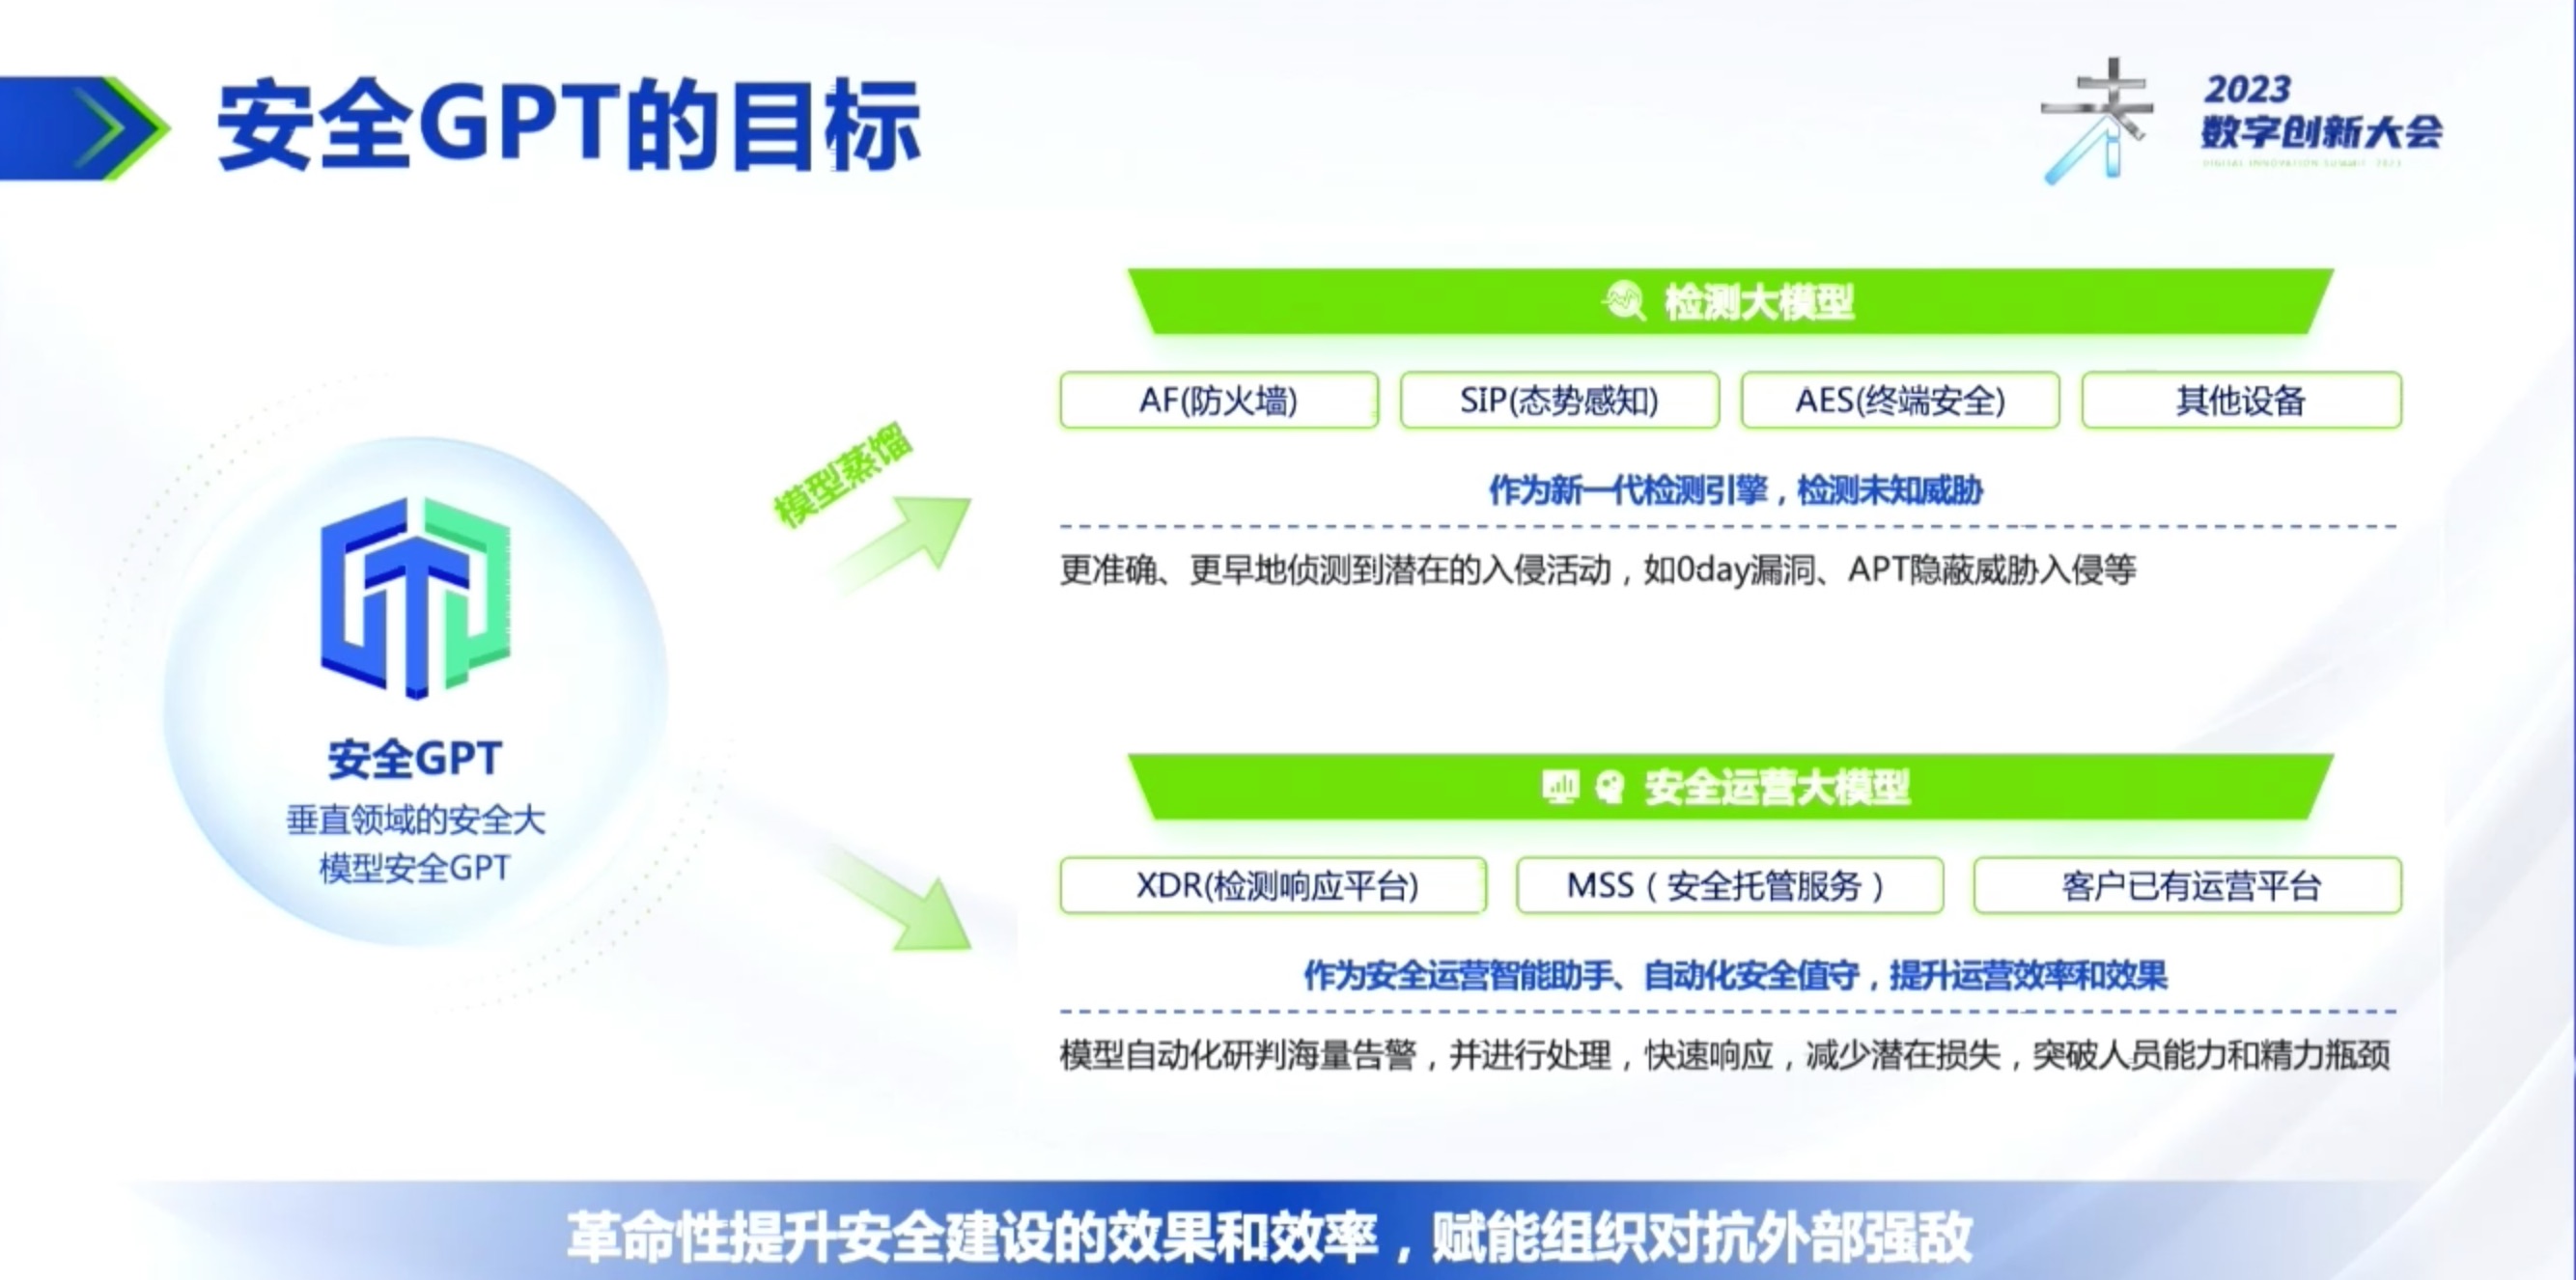 安全GPT的目标
2023
数字创新大会
DIGITAL INNOVATION SUMMIT 2023
检测大模型
AF(防火墙)
SIP(态势感知)
AES(终端安全)
其他设备
模型蒸馏
作为新一代检测引擎，检测未知威胁
更准确、更早地侦测到潜在的入侵活动，如0day漏洞、APT隐蔽威胁入侵等
安全GPT
垂直领域的安全大
模型安全GPT
安全运营大模型
XDR(检测响应平台)
MSS（安全托管服务）
客户已有运营平台
作为安全运营智能助手、自动化安全值守，提升运营效率和效果
模型自动化研判海量告警，并进行处理，快速响应，减少潜在损失，突破人员能力和精力瓶颈
革命性提升安全建设的效果和效率，赋能组织对抗外部强敌